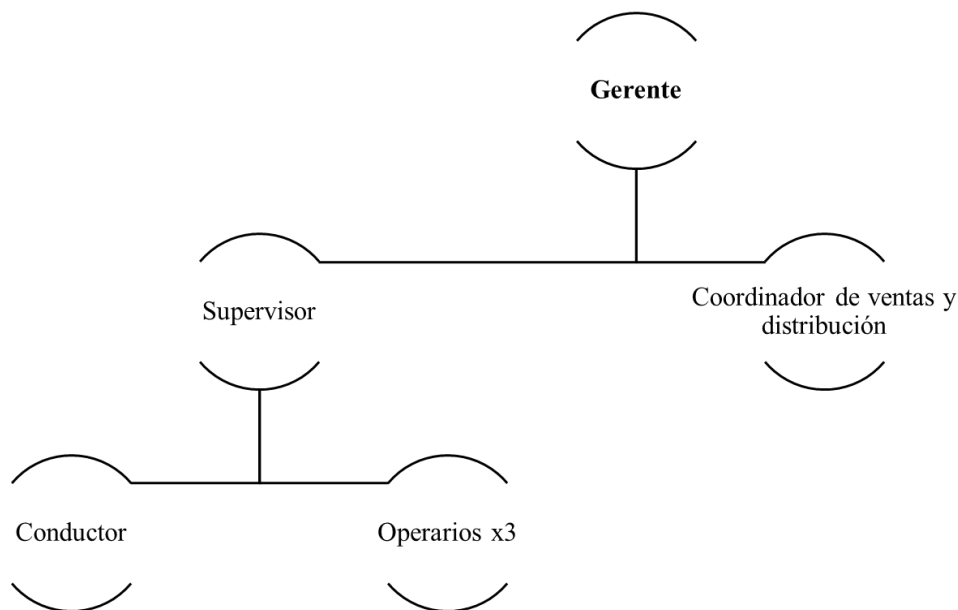 Gerente
Supervisor
Coordinador de ventas y
distribución
Conductor
Operarios x3